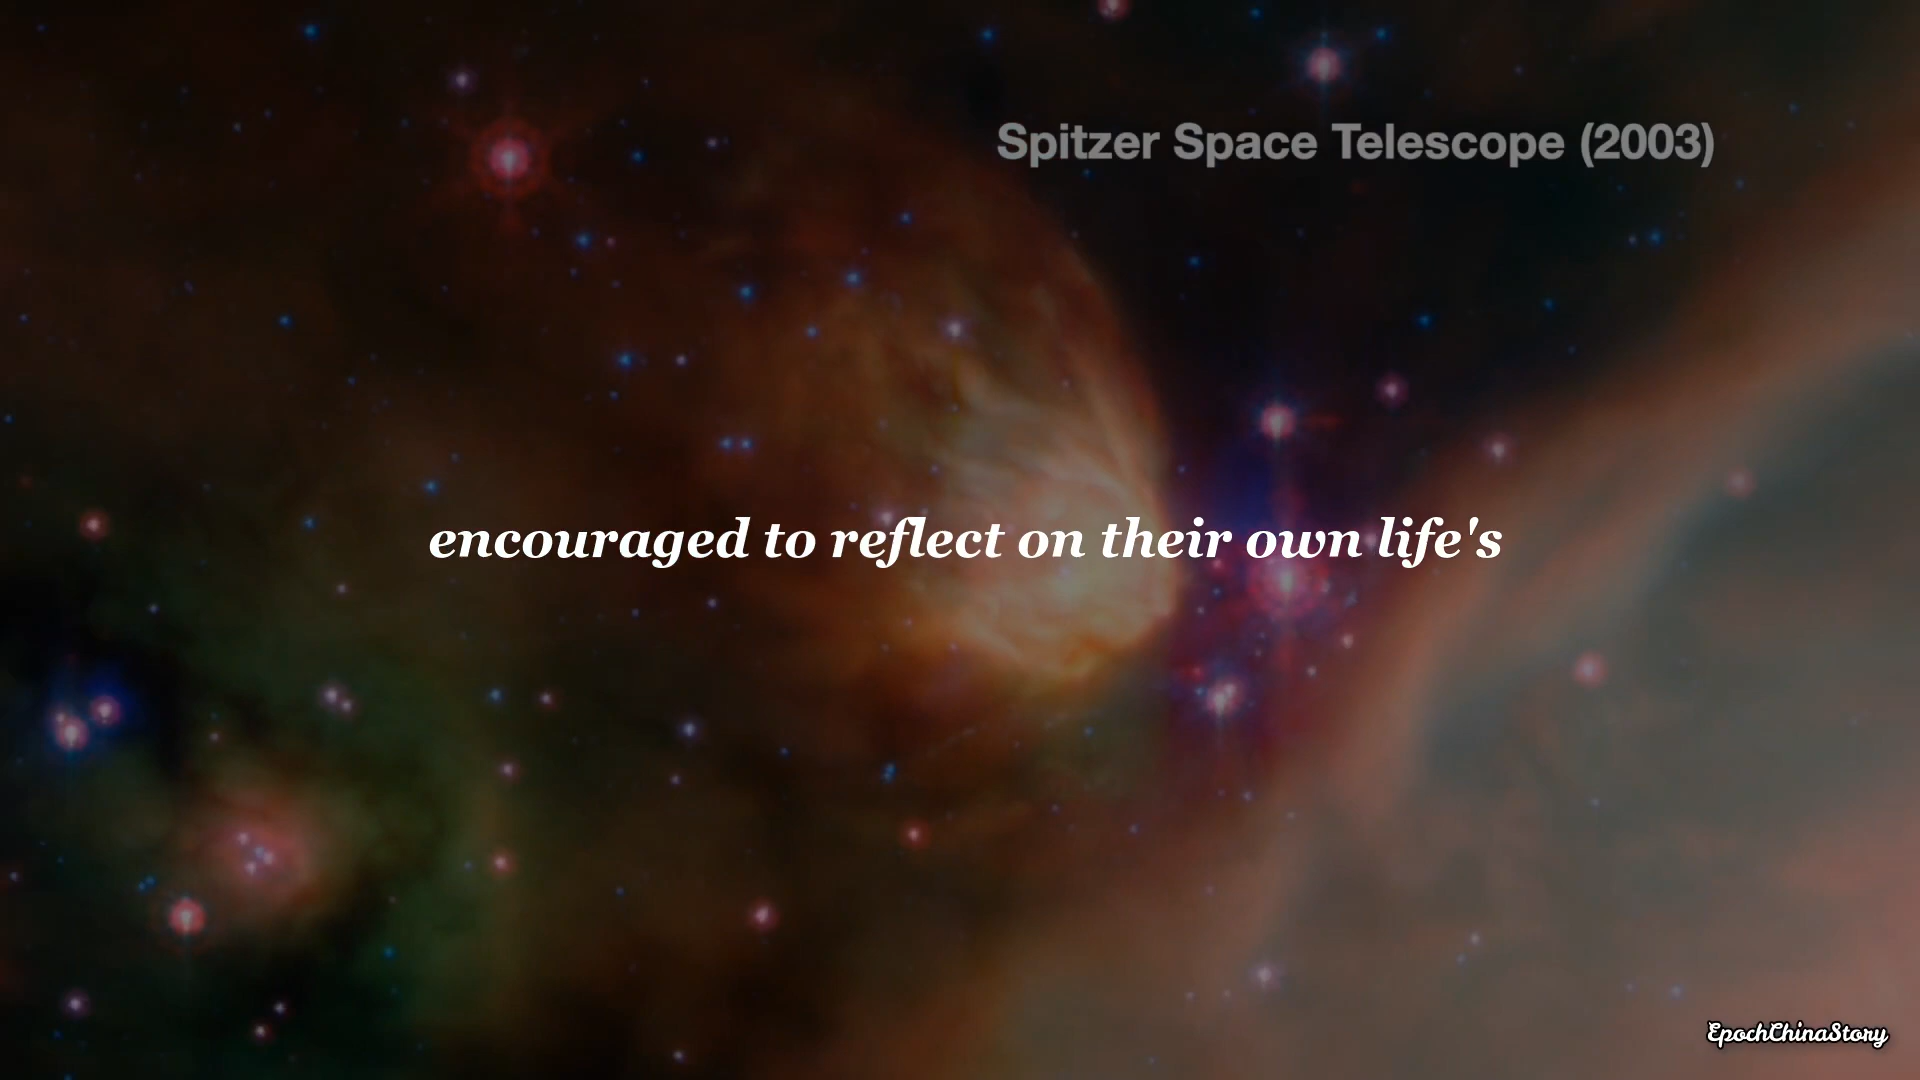 Spitzer Space Telescope (2003)
encouraged to reflect on their own life's
EpochChinaStory